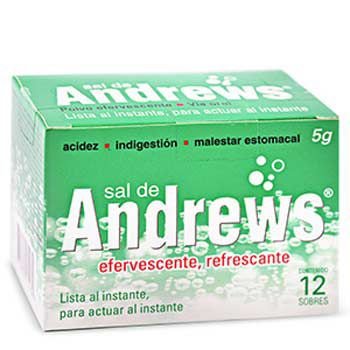 sal de
Andrews®
Polvo efervescente • Vía oral
Lista al instante, para actuar al instante
acidez • indigestión • malestar estomacal 5g
sal de
Andrews®
efervescente, refrescante
Lista al instante,
para actuar al instante
CONTENIDO
12
SOBRES